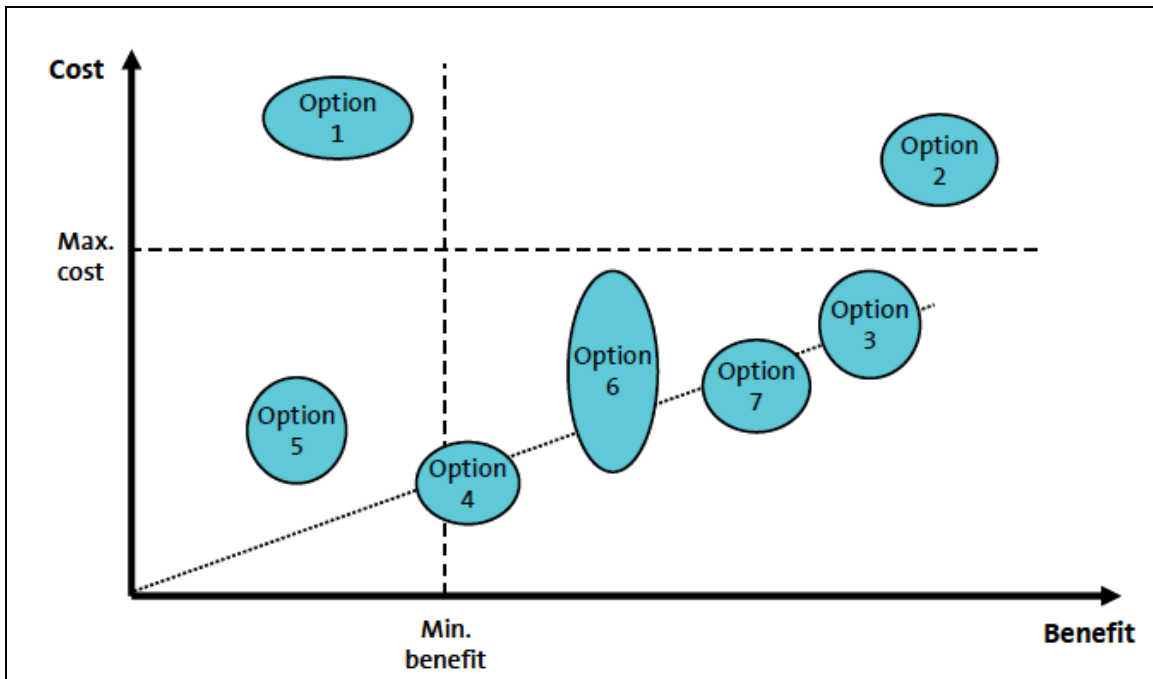 Cost
Option
1
Option
2
Max.
cost
Option
3
Option
6
Option
7
Option
5
Option
4
Min.
benefit
Benefit